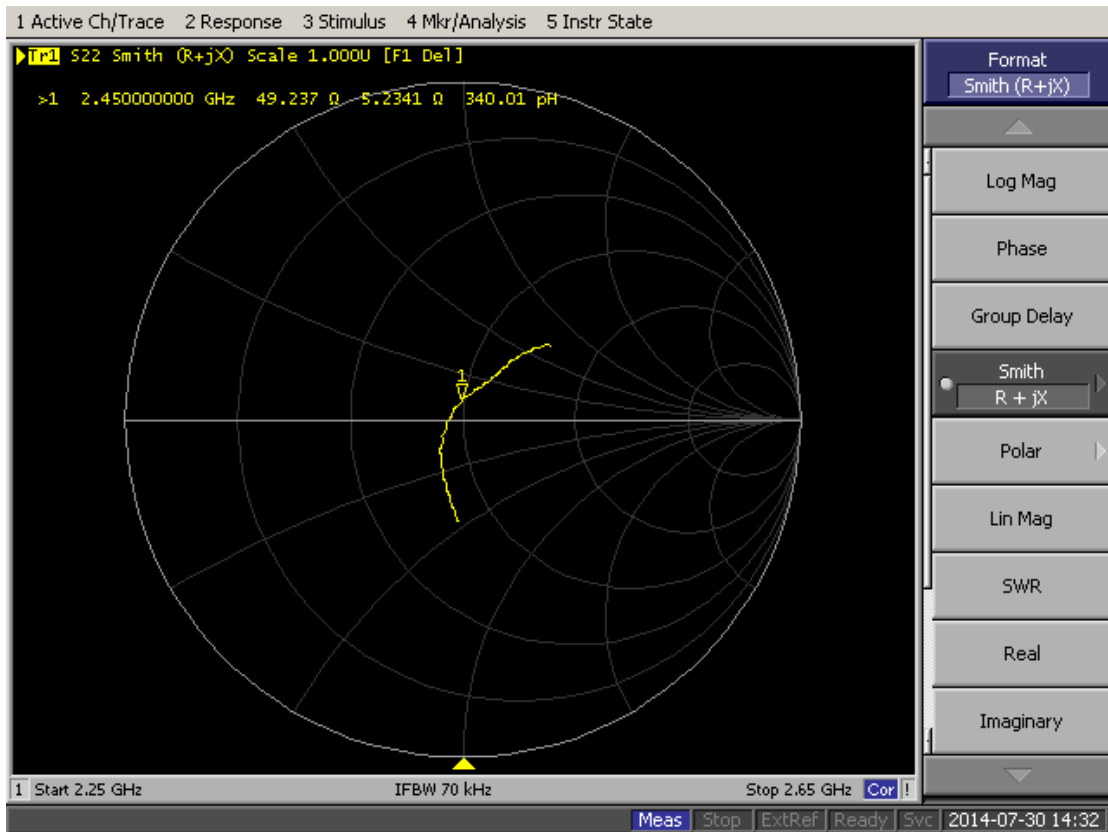 1 Active Ch/Trace 2 Response 3 Stimulus 4 Mkr/Analysis 5 Instr State
Tr1 S22 Smith (R+jX) Scale 1.000U [F1 Del]
>1 2.450000000 GHz 49.237 Ω 5.2341 Ω 340.01 pH
1
Format
Smith (R+jX)
Log Mag
Phase
Group Delay
Smith
R + jX
Polar
Lin Mag
SWR
Real
Imaginary
1 Start 2.25 GHz IFBW 70 kHz Stop 2.65 GHz Cor !
Meas Stop ExtRef Ready Svc 2014-07-30 14:32